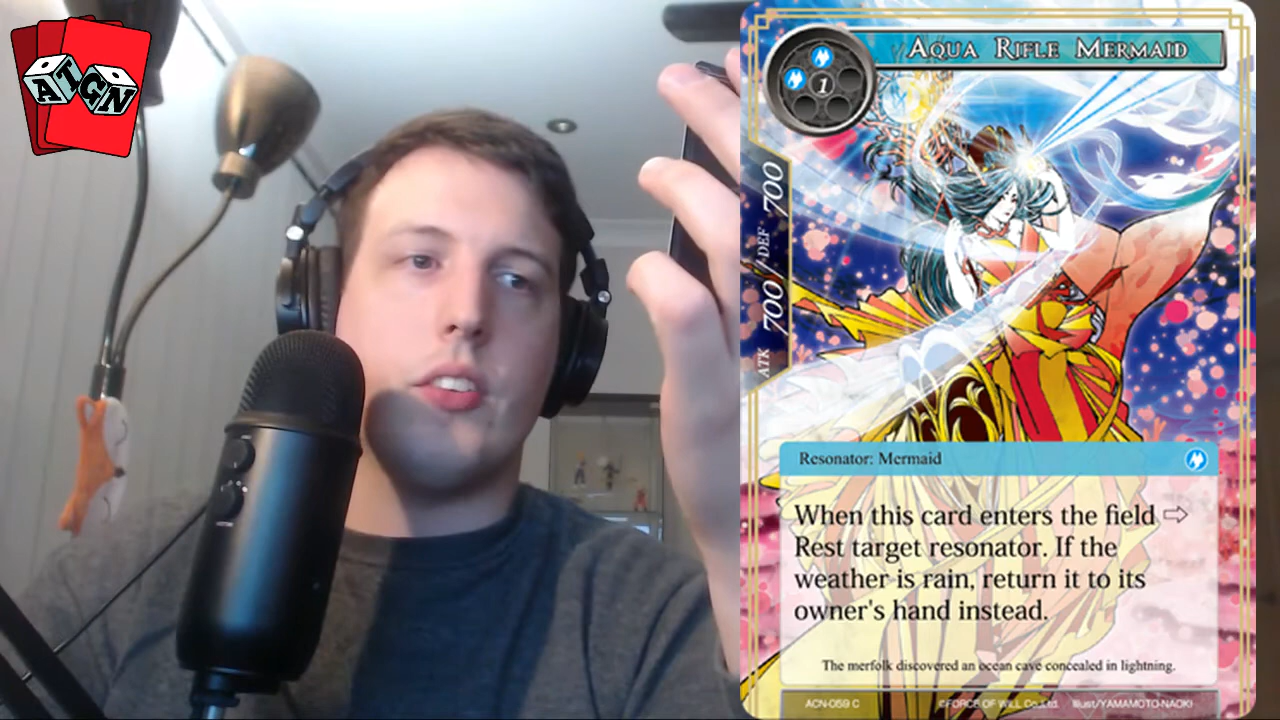 ATCN
AQUA RIFLE MERMAID
1
ATK 700 / DEF 700
Resonator: Mermaid
When this card enters the field ⇨
Rest target resonator. If the
weather is rain, return it to its
owner's hand instead.
The merfolk discovered an ocean cave concealed in lightning.
ACN-059 C ©FORCE OF WILL Co.,Ltd. Illust/YAMAMOTO-NAOKI